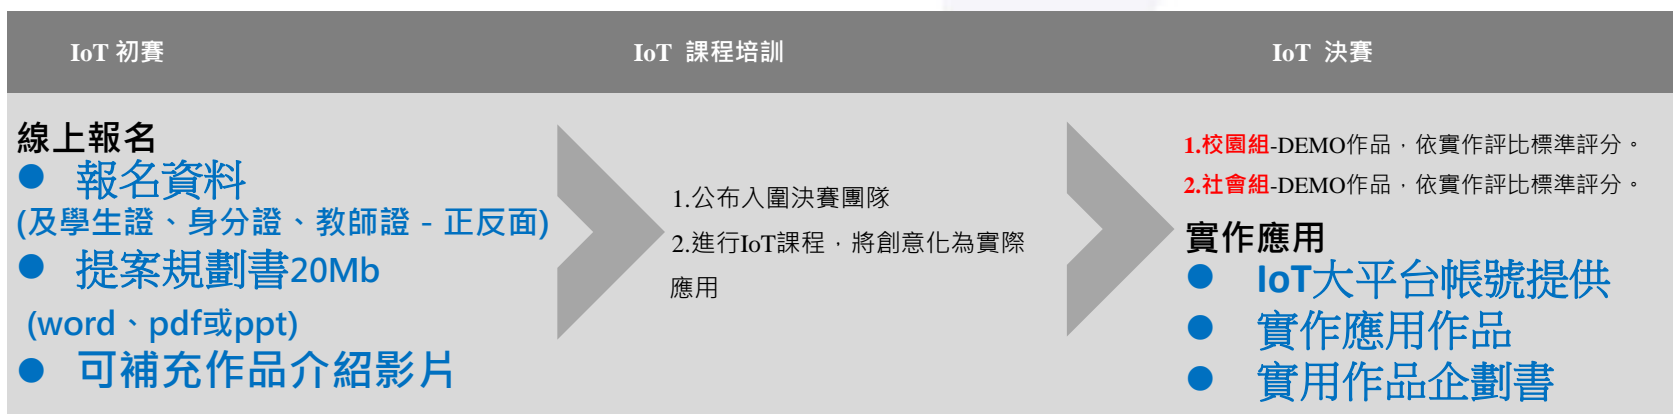 IoT 初賽
IoT 課程培訓
IoT 決賽
線上報名
● 報名資料
(及學生證、身分證、教師證－正反面)
● 提案規劃書20Mb
(word、pdf或ppt)
● 可補充作品介紹影片
1.公布入圍決賽團隊
2.進行IoT課程，將創意化為實際
應用
1.校園組-DEMO作品，依實作評比標準評分。
2.社會組-DEMO作品，依實作評比標準評分。
實作應用
● IoT大平台帳號提供
● 實作應用作品
● 實用作品企劃書